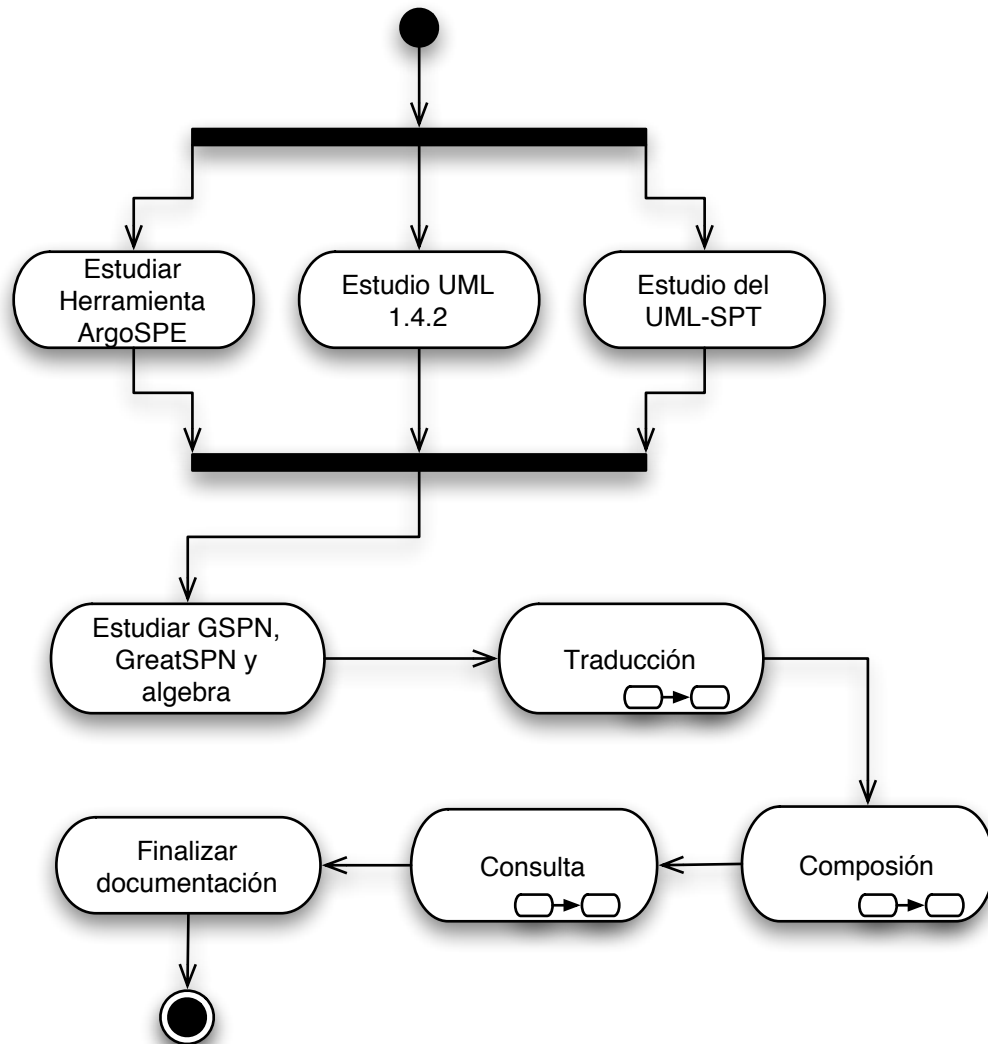 Estudiar
Herramienta
ArgoSPE
Estudio UML
1.4.2
Estudio del
UML-SPT
Estudiar GSPN,
GreatSPN y
algebra
Traducción
Composión
Consulta
Finalizar
documentación